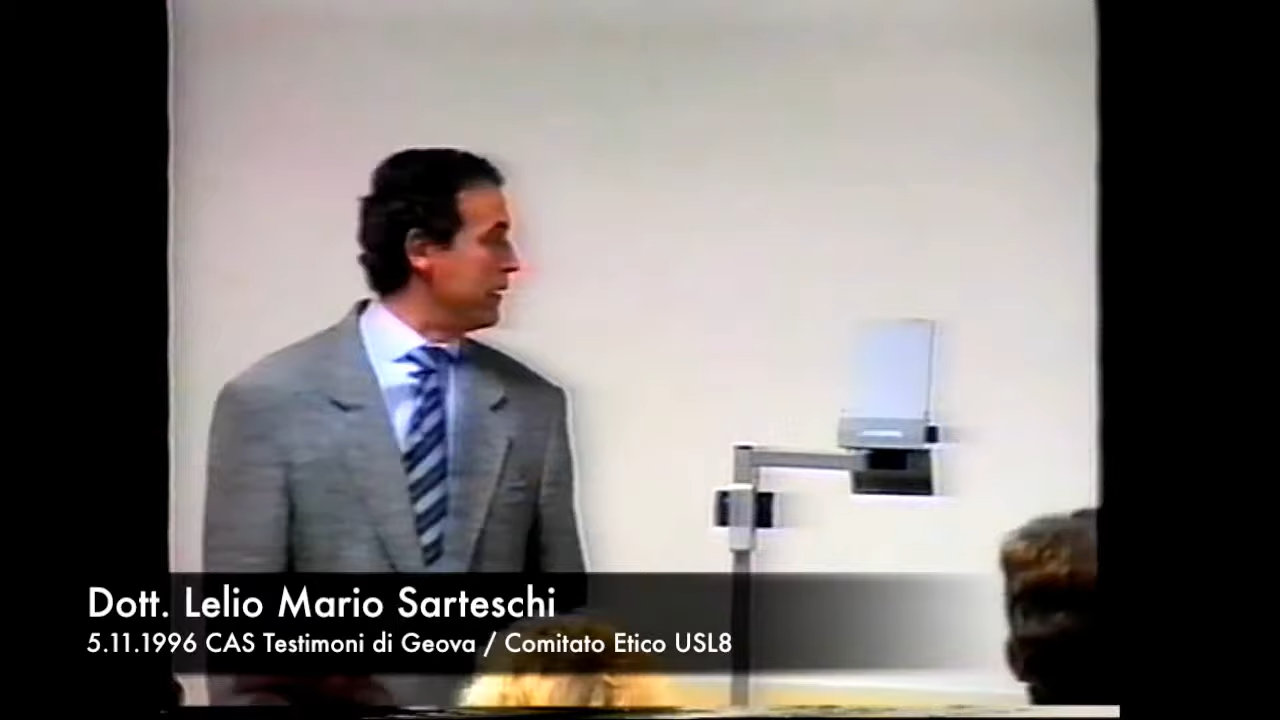 Dott. Lelio Mario Sarteschi
5.11.1996 CAS Testimoni di Geova / Comitato Etico USL8